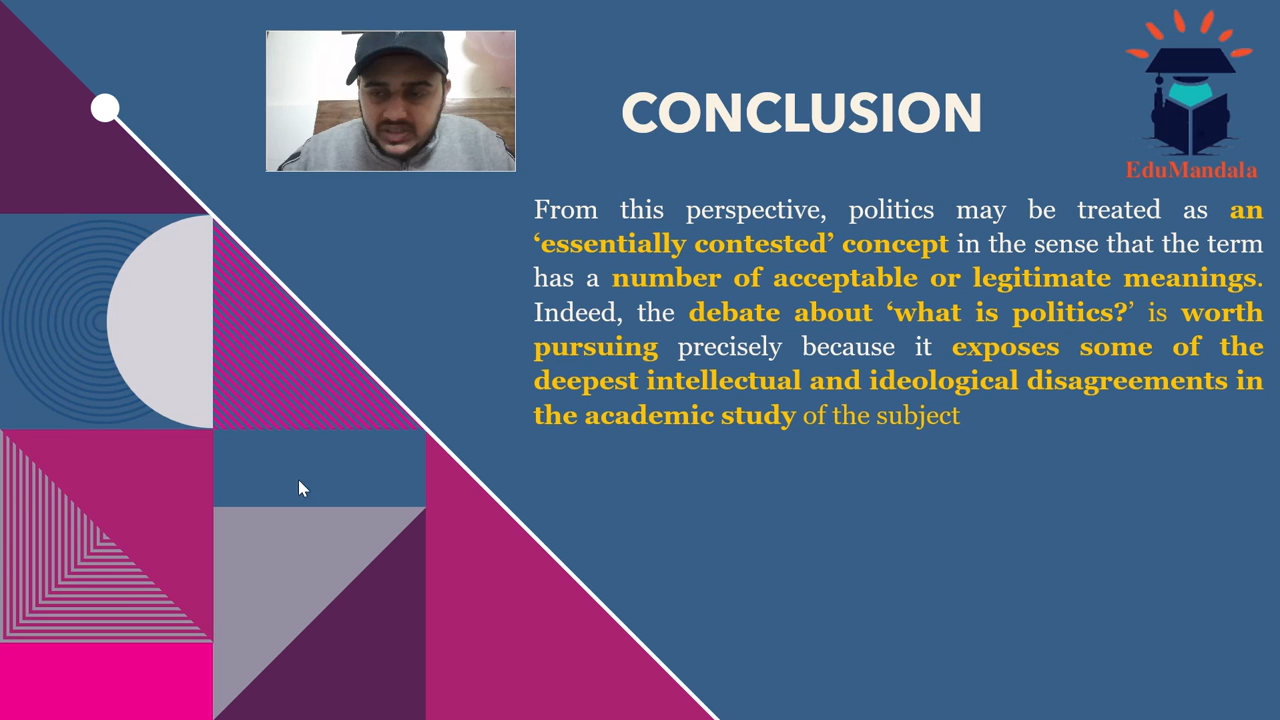 CONCLUSION
EduMandala
From this perspective, politics may be treated as an
‘essentially contested’ concept in the sense that the term
has a number of acceptable or legitimate meanings.
Indeed, the debate about ‘what is politics?’ is worth
pursuing precisely because it exposes some of the
deepest intellectual and ideological disagreements in
the academic study of the subject